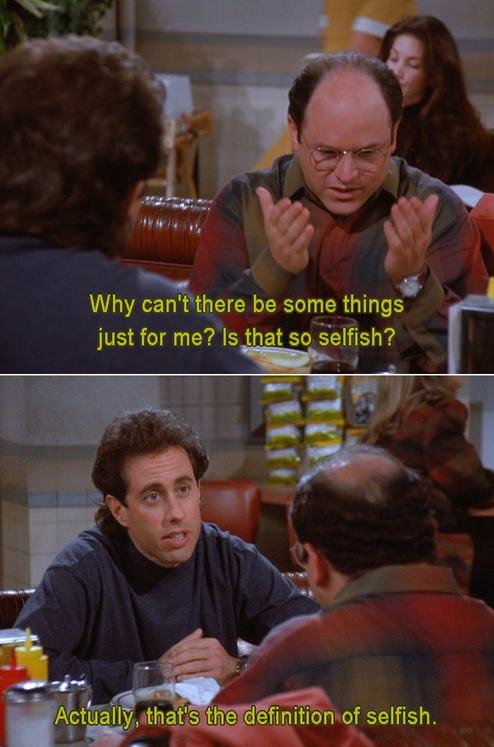 Why can't there be some things
just for me? Is that so selfish?
Actually, that's the definition of selfish.